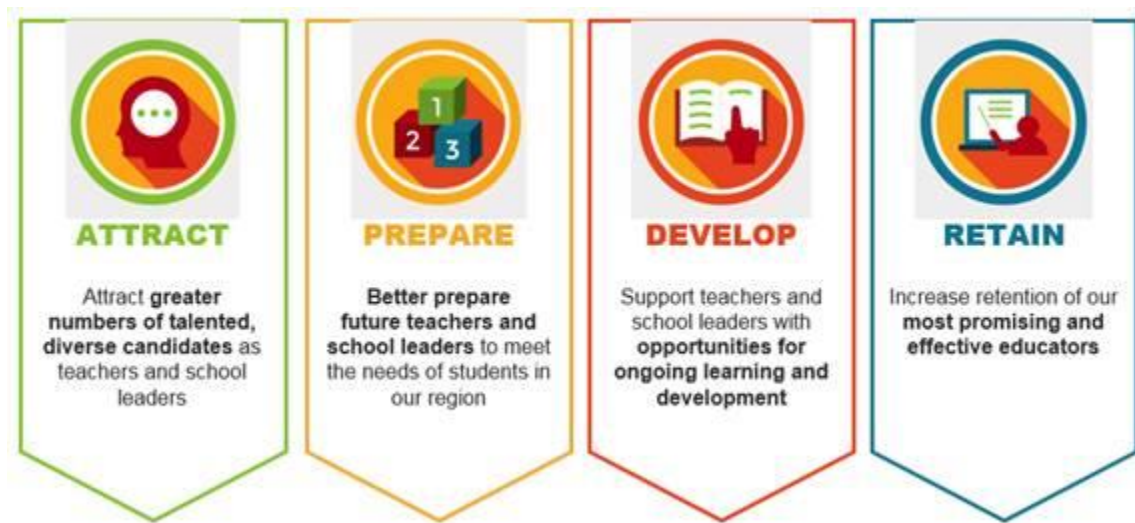 1
2
3
ATTRACT
Attract greater
numbers of talented,
diverse candidates as
teachers and school
leaders
PREPARE
Better prepare
future teachers and
school leaders to meet
the needs of students in
our region
DEVELOP
Support teachers and
school leaders with
opportunities for
ongoing learning and
development
RETAIN
Increase retention of our
most promising and
effective educators